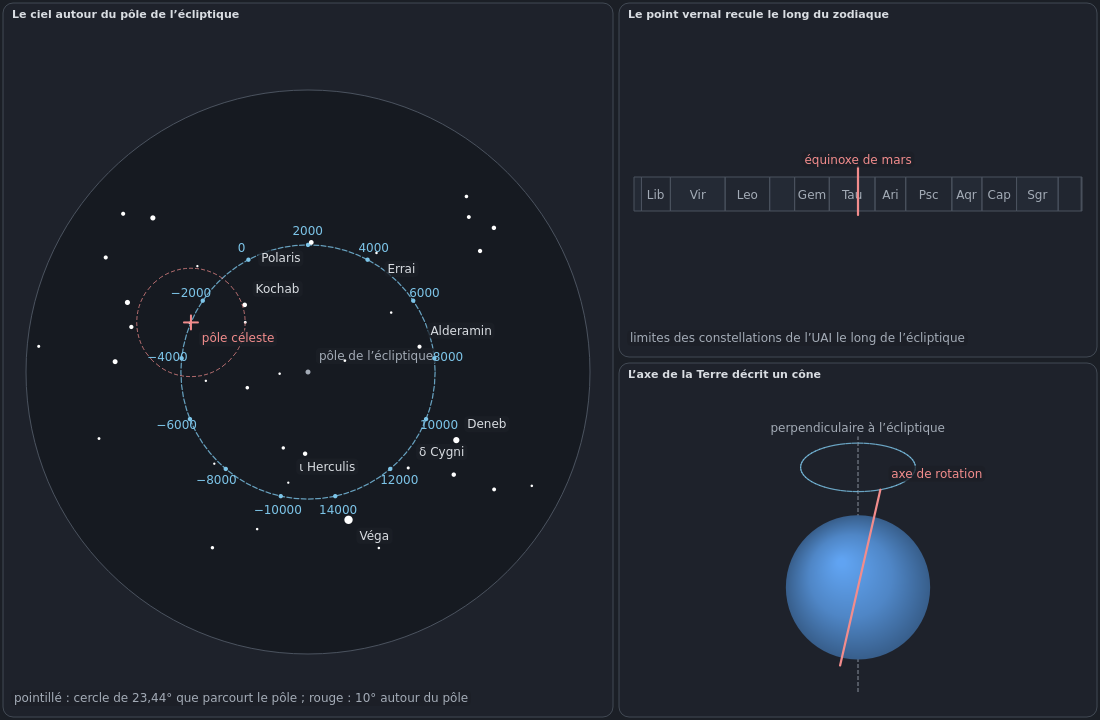 Le ciel autour du pôle de l’écliptique
2000
0
4000
Polaris
Errai
−2000
Kochab
6000
pôle céleste
Alderamin
−4000
pôle de l’écliptique
8000
−6000
10000
Deneb
δ Cygni
ι Herculis
−8000
12000
−10000
14000
Véga
pointillé : cercle de 23,44° que parcourt le pôle ; rouge : 10° autour du pôle
Le point vernal recule le long du zodiaque
équinoxe de mars
Lib Vir Leo Gem Tau Ari Psc Aqr Cap Sgr
limites des constellations de l’UAI le long de l’écliptique
L’axe de la Terre décrit un cône
perpendiculaire à l’écliptique
axe de rotation